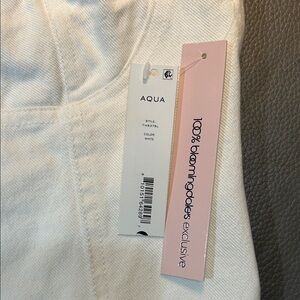 AQUA
STYLE:
COLOR:
WHITE
100% bloomingdale's exclusive